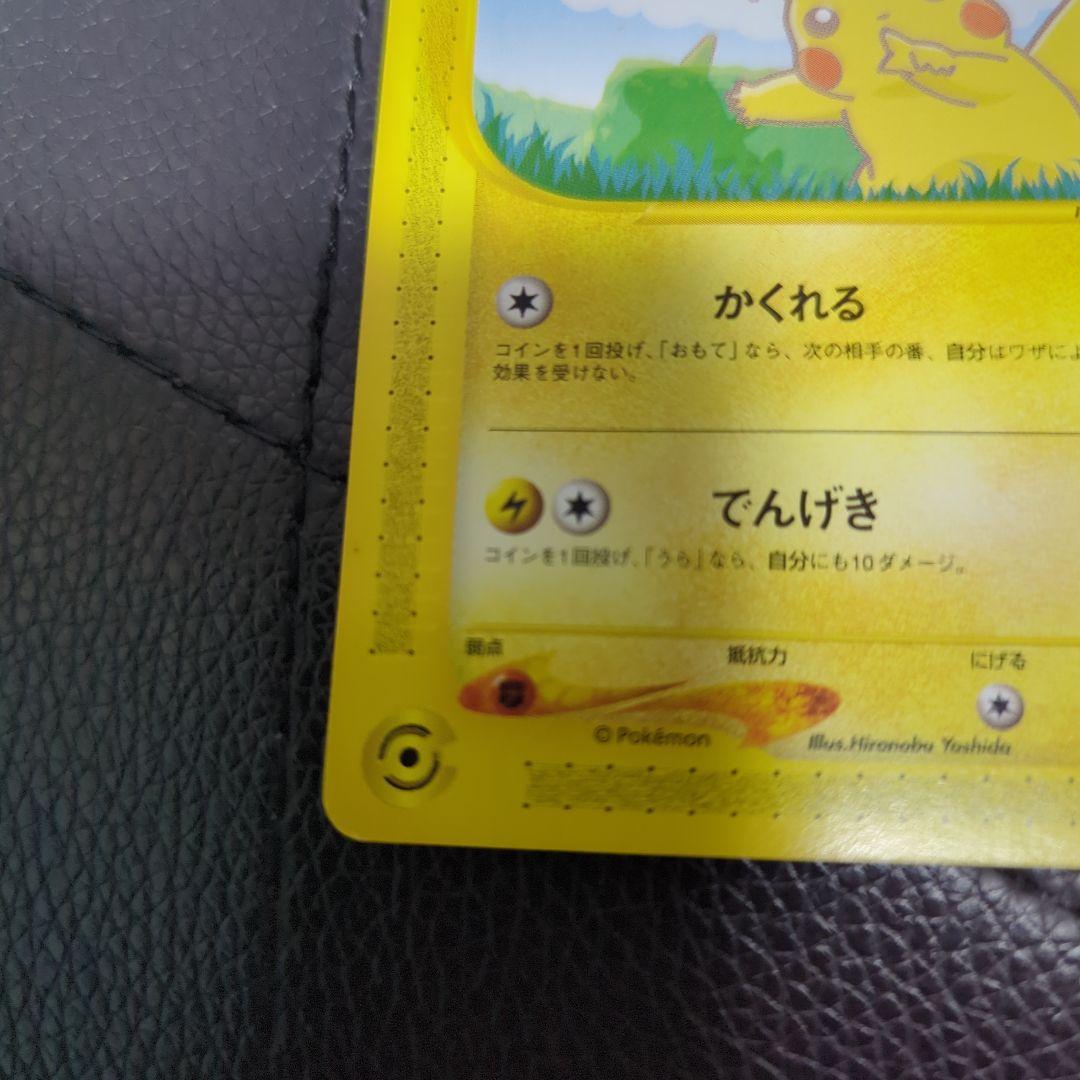 かくれる
コインを1回投げ、「おもて」なら、次の相手の番、自分はワザによ
効果を受けない。
でんげき
コインを1回投げ、「うら」なら、自分にも10ダメージ。
弱点 抵抗力 にげる
© Pokémon Illus.Hironobu Yoshida